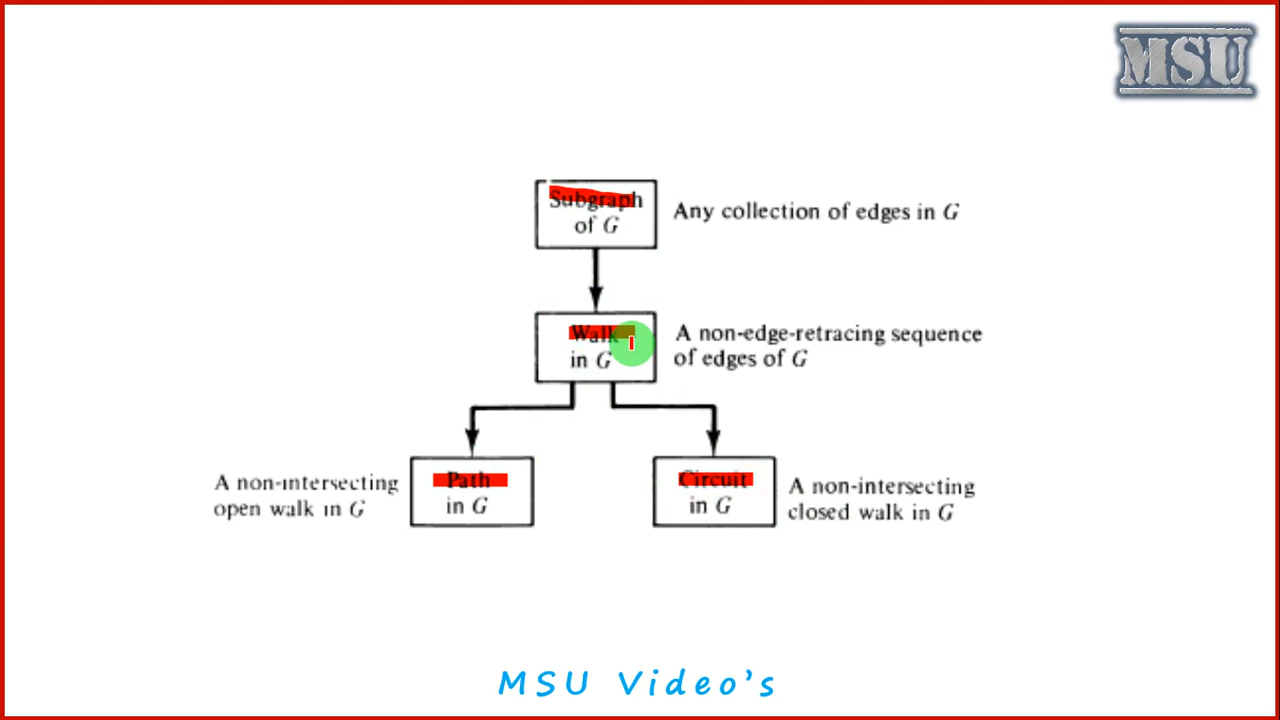 MSU
Subgraph
of G
Any collection of edges in G
Walk
in G
A non-edge-retracing sequence
of edges of G
A non-intersecting
open walk in G
Path
in G
Circuit
in G
A non-intersecting
closed walk in G
MSU Video's